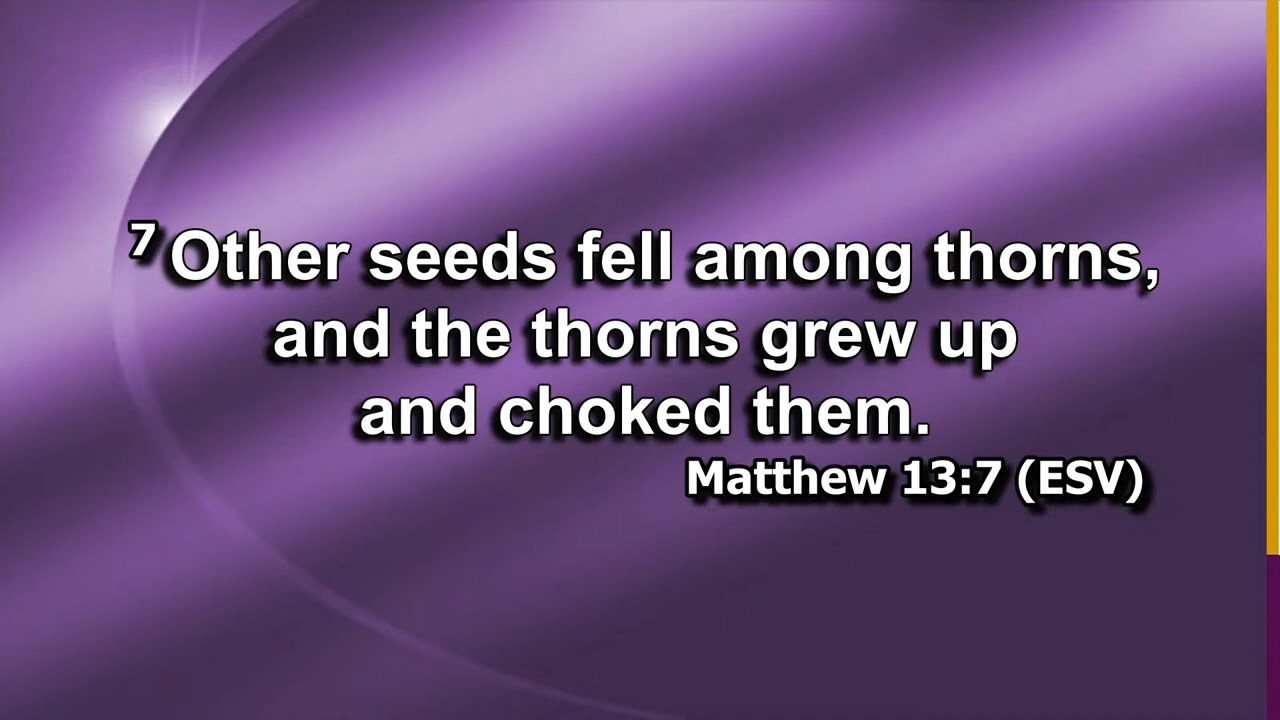 7 Other seeds fell among thorns,
and the thorns grew up
and choked them.
Matthew 13:7 (ESV)